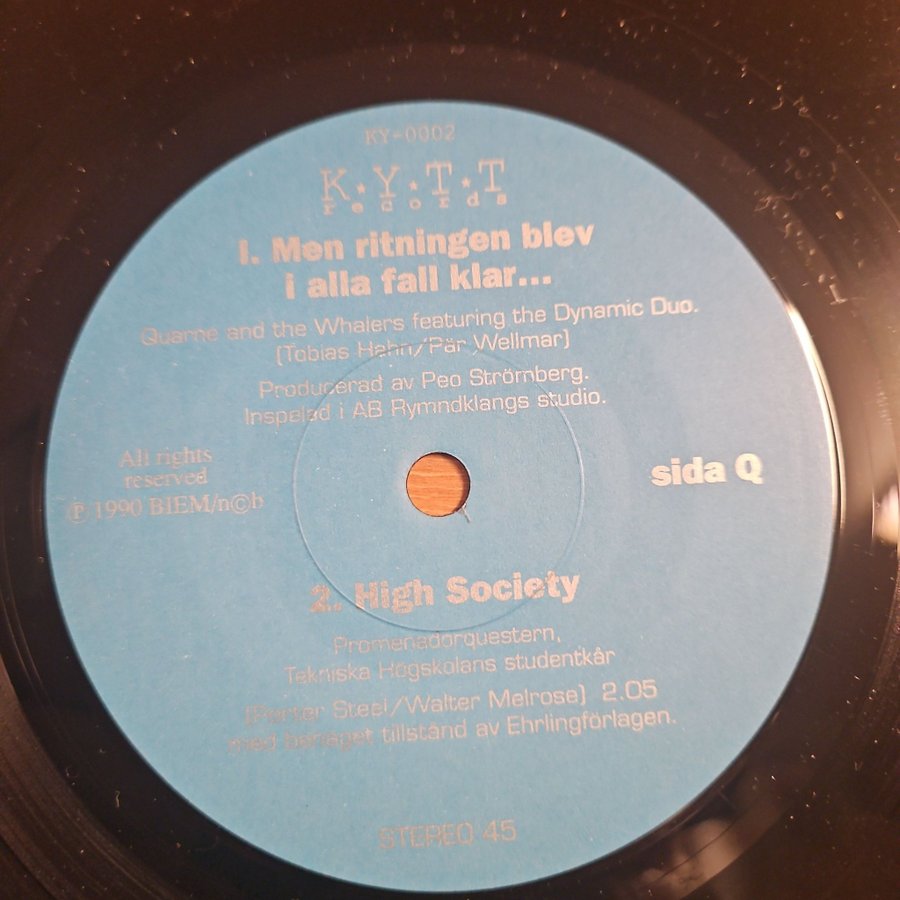 KY-0002
K★Y★T★T
records
1. Men ritningen blev
i alla fall klar...
Quarne and the Whalers featuring the Dynamic Duo.
(Tobias Hahn/Pär Wellmar)
Producerad av Peo Strömberg.
Inspelad i AB Rymndklangs studio.
All rights
reserved
℗ 1990 BIEM/n©b
sida Q
2. High Society
Promenadorquestern,
Tekniska Högskolans studentkår
(Porter Steel/Walter Melrose) 2.05
med behaget tillstånd av Ehrlingförlagen.
STEREO 45